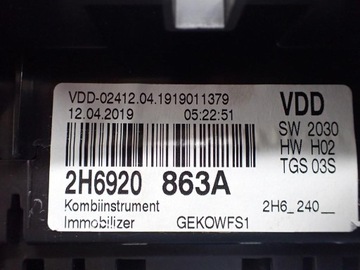 VDD-02412.04.1919011379
12.04.2019 05:22:51
VDD
SW 2030
HW H02
TGS 03S
2H6920 863A
Kombiinstrument 2H6_240__
Immobilizer GEKOWFS1